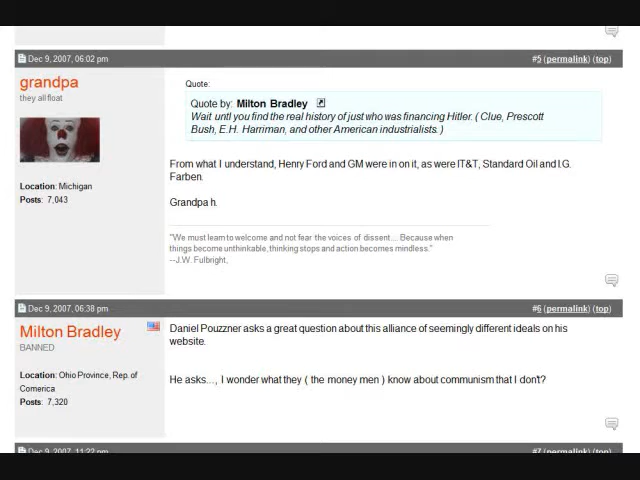 Dec 9, 2007, 06:02 pm #5 (permalink) (top)
grandpa
they all float
Location: Michigan
Posts: 7,043
Quote:
Quote by: Milton Bradley
Wait until you find the real history of just who was financing Hitler. ( Clue, Prescott
Bush, E.H. Harriman, and other American industrialists. )
From what I understand, Henry Ford and GM were in on it, as were IT&T, Standard Oil and I.G.
Farben.
Grandpa h.
"We must learn to welcome and not fear the voices of dissent.... Because when
things become unthinkable, thinking stops and action becomes mindless."
--J.W. Fulbright,
Dec 9, 2007, 06:38 pm #6 (permalink) (top)
Milton Bradley
BANNED
Location: Ohio Province, Rep. of
Comerica
Posts: 7,320
Daniel Pouzzner asks a great question about this alliance of seemingly different ideals on his
website.
He asks..., I wonder what they ( the money men ) know about communism that I don't?
Dec 9, 2007, 11:22 pm #7 (permalink) (top)